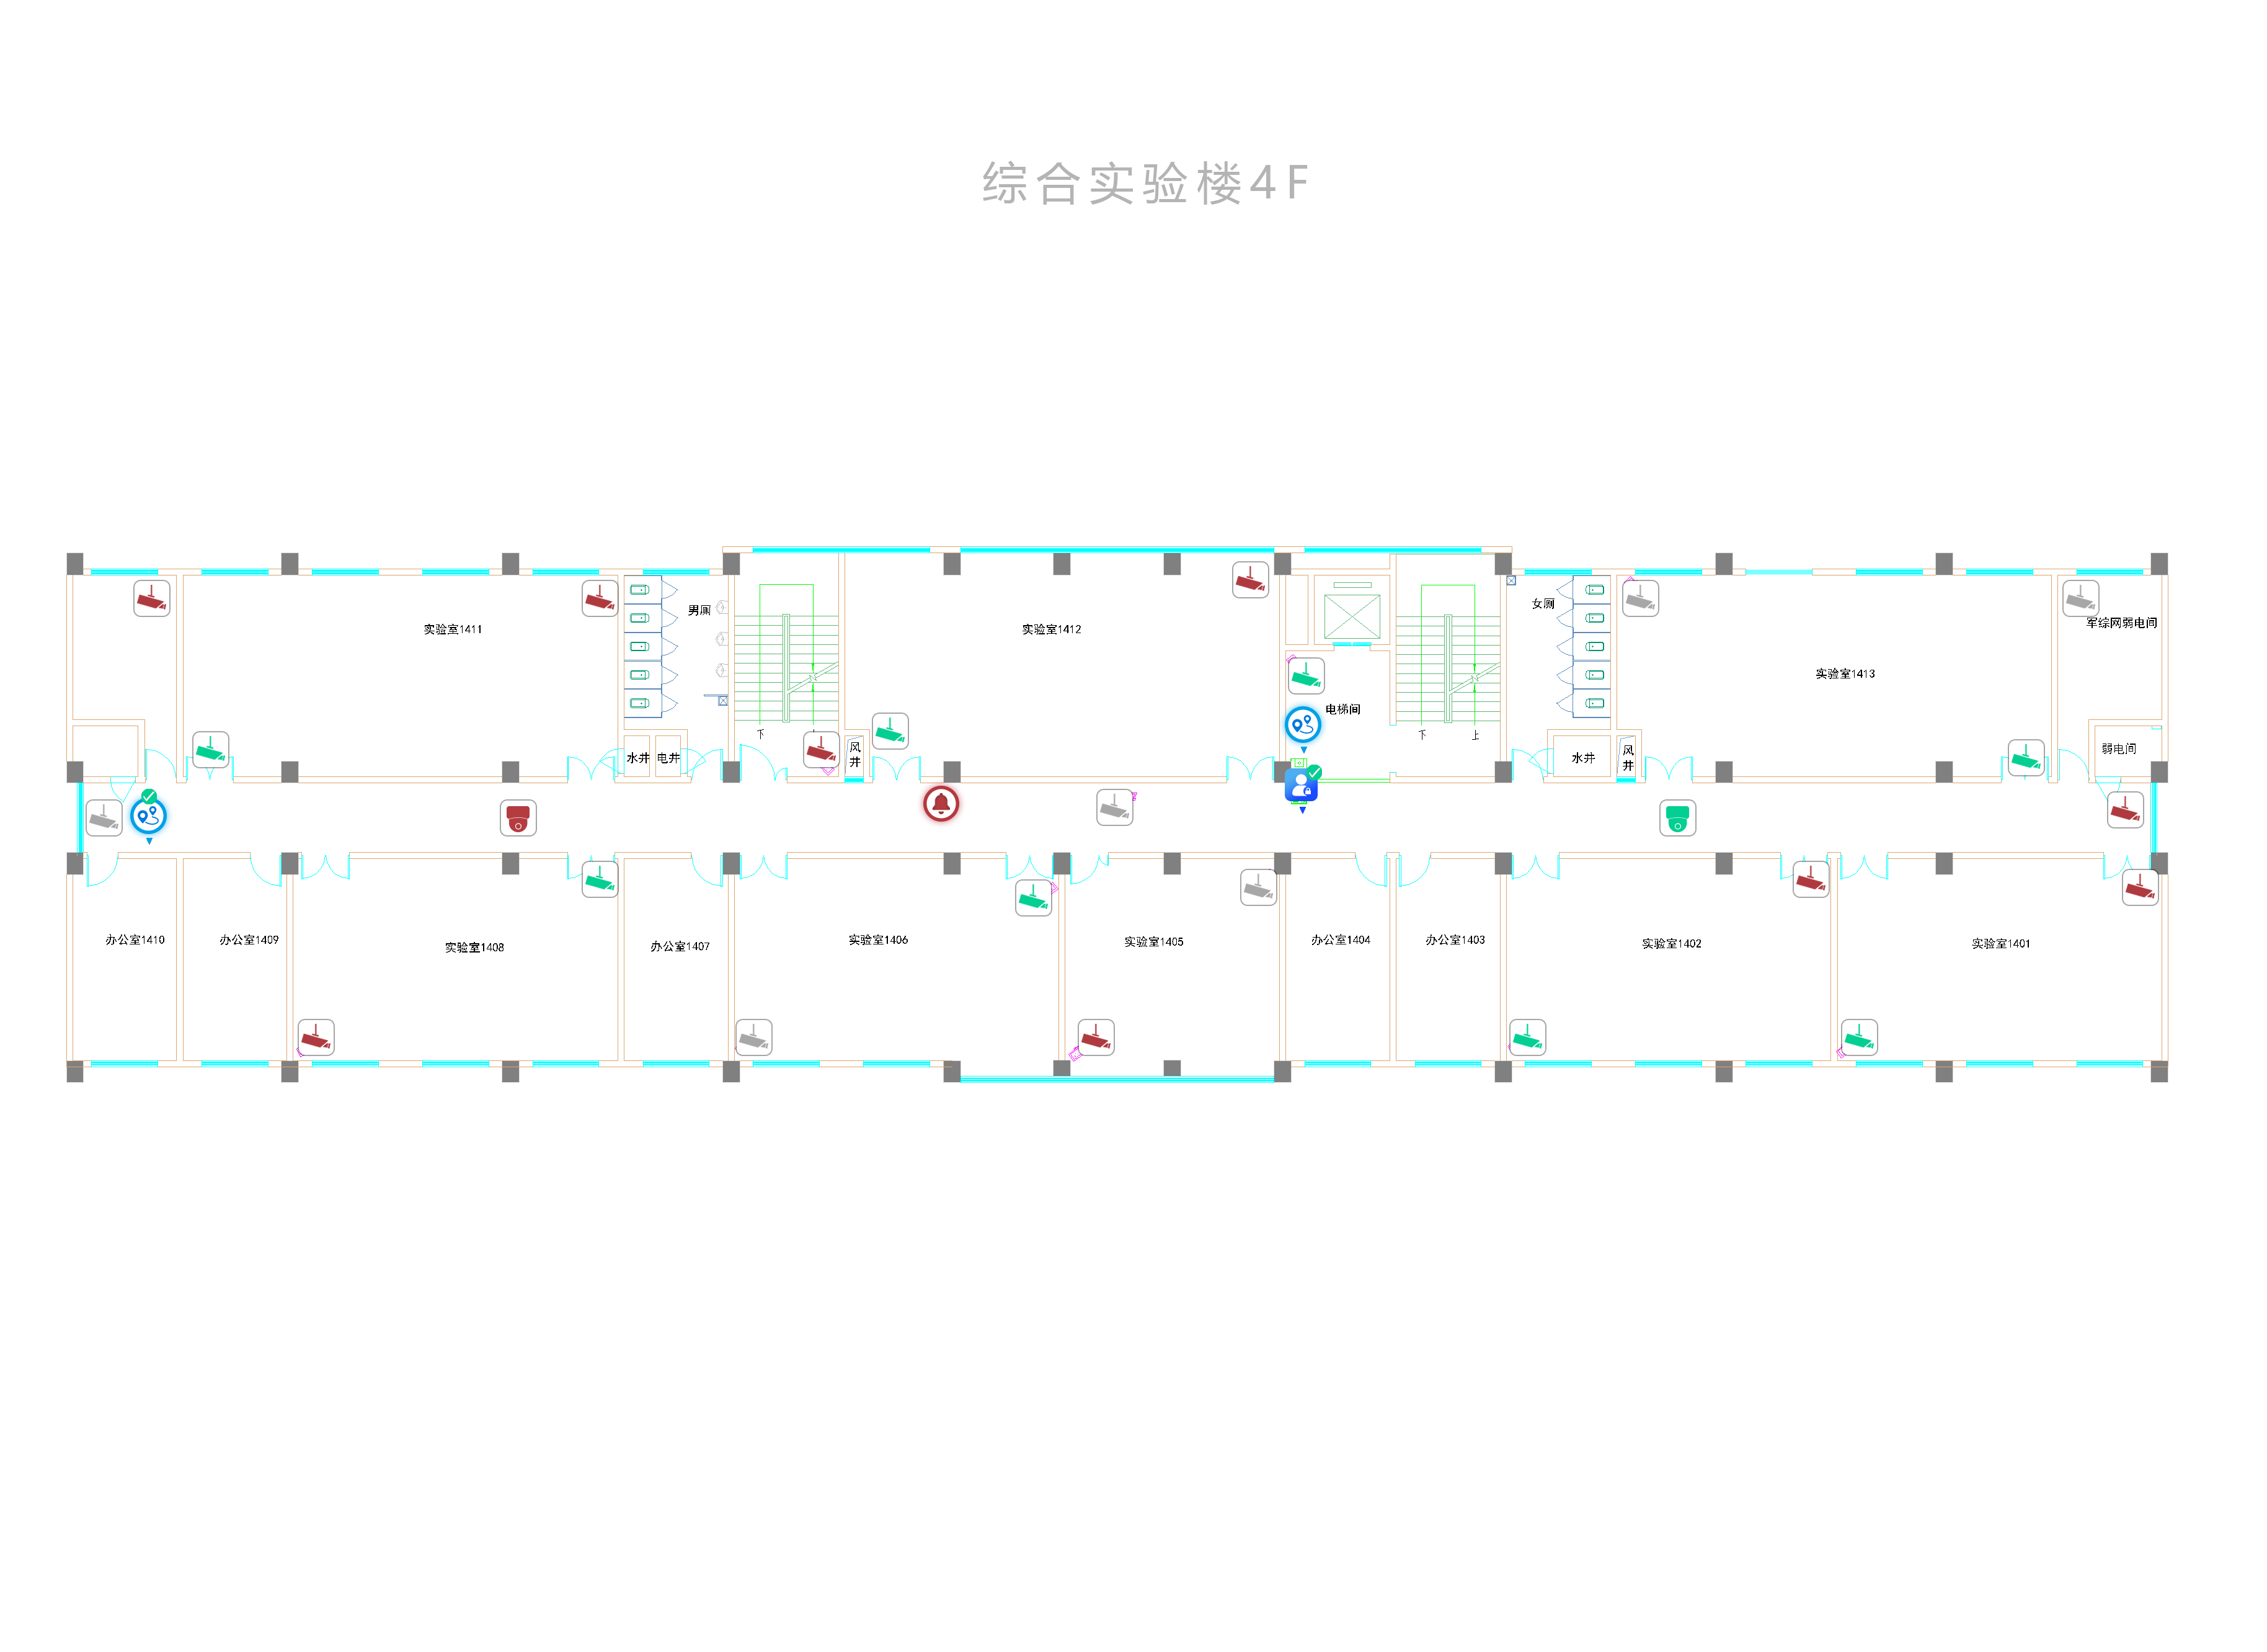 综合实验楼4F
实验室1411
男厕
实验室1412
女厕
军综网弱电间
实验室1413
电梯间
下
风井
下
上
风井
弱电间
水井
电井
水井
办公室1410
办公室1409
实验室1408
办公室1407
实验室1406
实验室1405
办公室1404
办公室1403
实验室1402
实验室1401